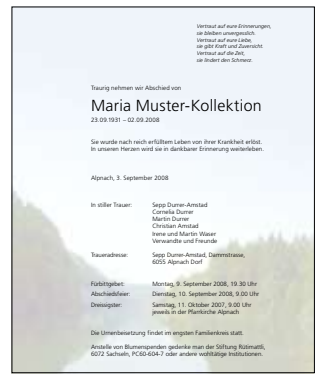 Vertraut auf eure Erinnerungen,
sie bleiben unvergesslich.
Vertraut auf eure Liebe,
sie gibt Kraft und Zuversicht.
Vertraut auf die Zeit,
sie lindert den Schmerz.
Traurig nehmen wir Abschied von
Maria Muster-Kollektion
23.09.1931 – 02.09.2008
Sie wurde nach reich erfülltem Leben von ihrer Krankheit erlöst.
In unseren Herzen wird sie in dankbarer Erinnerung weiterleben.
Alpnach, 3. September 2008
In stiller Trauer: Sepp Durrer-Amstad
Cornelia Durrer
Martin Durrer
Christian Amstad
Irene und Martin Waser
Verwandte und Freunde
Traueradresse: Sepp Durrer-Amstad, Dammstrasse,
6055 Alpnach Dorf
Fürbittgebet: Montag, 9. September 2008, 19.30 Uhr
Abschiedsfeier: Dienstag, 10. September 2008, 9.00 Uhr
Dreissigster: Samstag, 11. Oktober 2007, 9.00 Uhr
jeweils in der Pfarrkirche Alpnach
Die Urnenbeisetzung findet im engsten Familienkreis statt.
Anstelle von Blumenspenden gedenke man der Stiftung Rütimattli,
6072 Sachseln, PC60-604-7 oder andere wohltätige Institutionen.